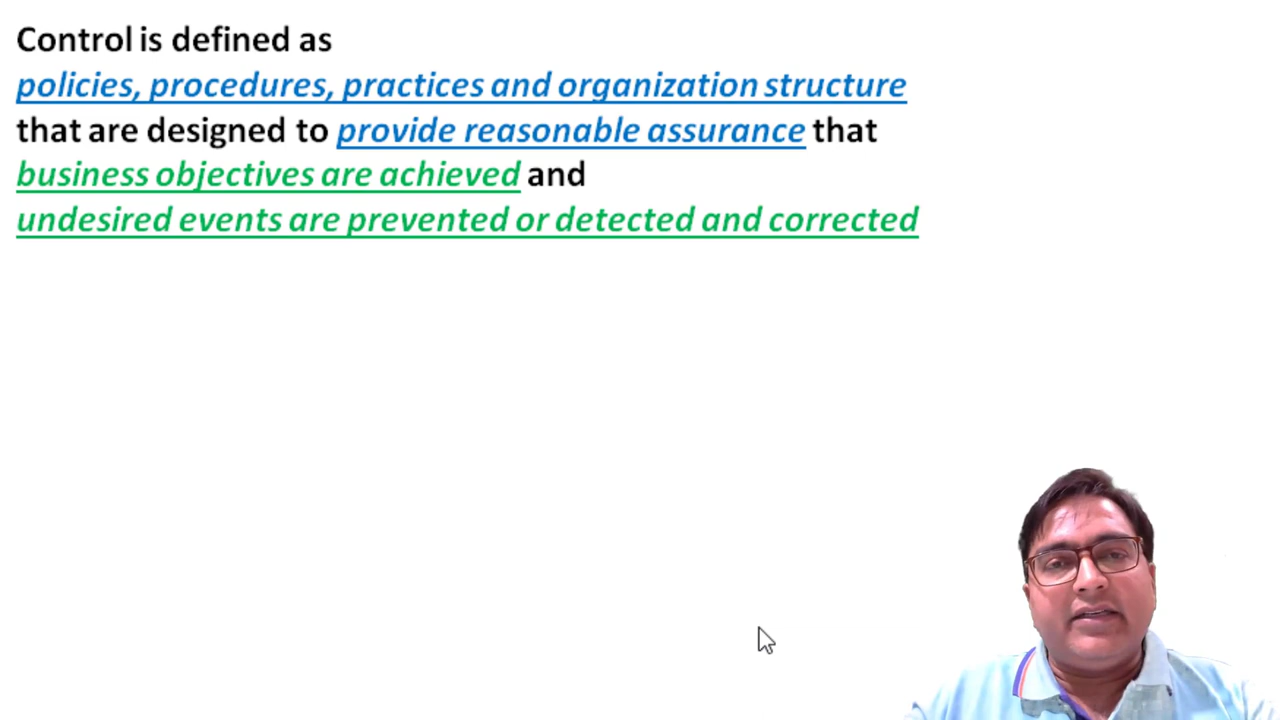 Control is defined as
policies, procedures, practices and organization structure
that are designed to provide reasonable assurance that
business objectives are achieved and
undesired events are prevented or detected and corrected